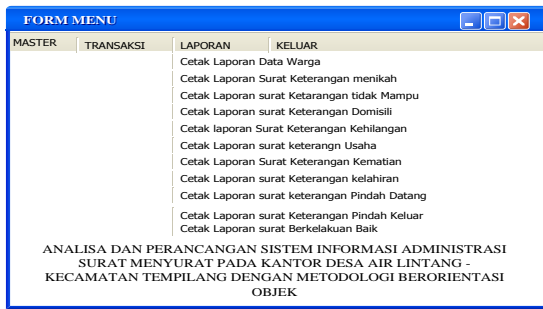 FORM MENU
MASTER TRANSAKSI LAPORAN KELUAR
Cetak Laporan Data Warga
Cetak Laporan Surat Keterangan menikah
Cetak Laporan surat Ketarangan tidak Mampu
Cetak Laporan surat Keterangan Domisili
Cetak laporan Surat Keterangan Kehilangan
Cetak Laporan surat keterangn Usaha
Cetak Laporan Surat Keterangan Kematian
Cetak Laporan surat Keterangan kelahiran
Cetak Laporan surat keterangan Pindah Datang
Cetak Laporan surat Keterangan Pindah Keluar
Cetak Laporan surat Berkelakuan Baik
ANALISA DAN PERANCANGAN SISTEM INFORMASI ADMINISTRASI
SURAT MENYURAT PADA KANTOR DESA AIR LINTANG -
KECAMATAN TEMPILANG DENGAN METODOLOGI BERORIENTASI
OBJEK